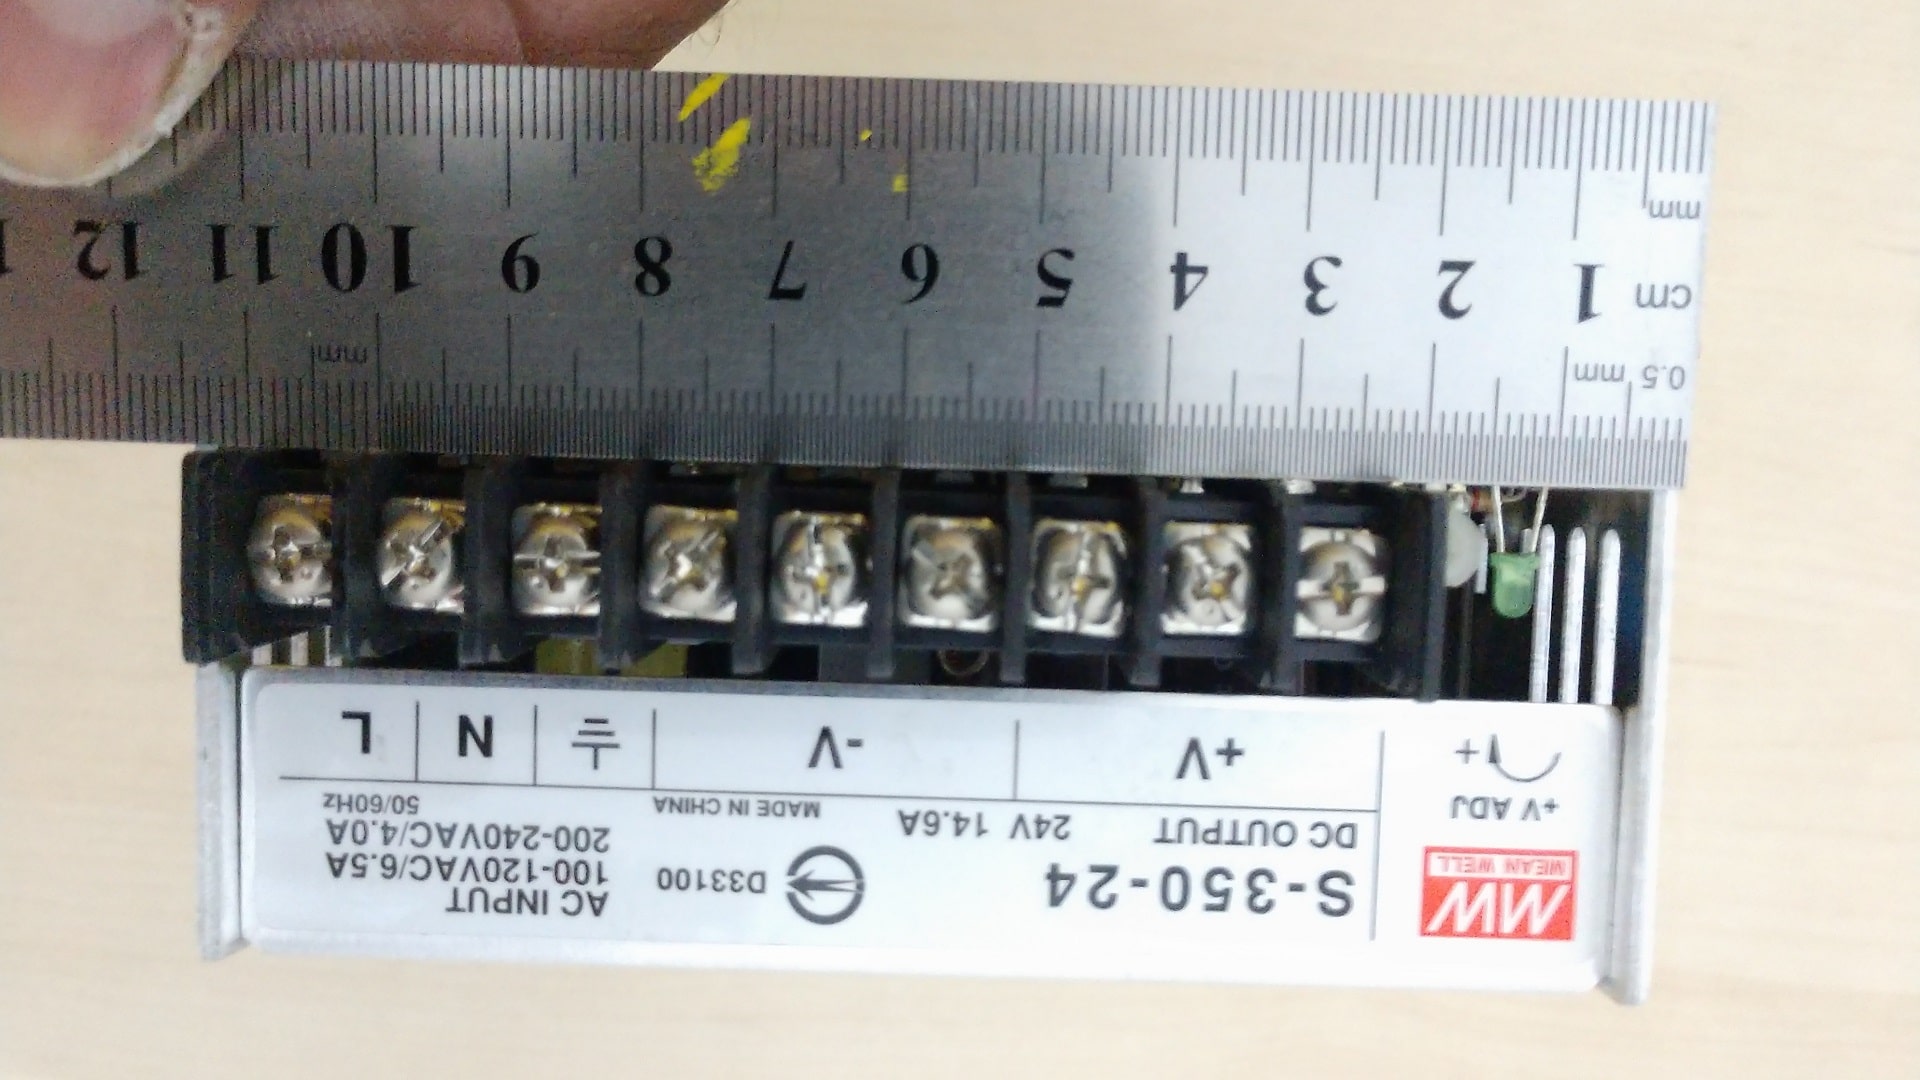 mm
cm 1 2 3 4 5 6 7 8 9 10 11 12
0.5 mm
mm
MW
MEAN WELL
+V ADJ
+
S-350-24
DC OUTPUT 24V 14.6A
+V -V N L
D33100
MADE IN CHINA
AC INPUT
100-120VAC/6.5A
200-240VAC/4.0A
50/60Hz